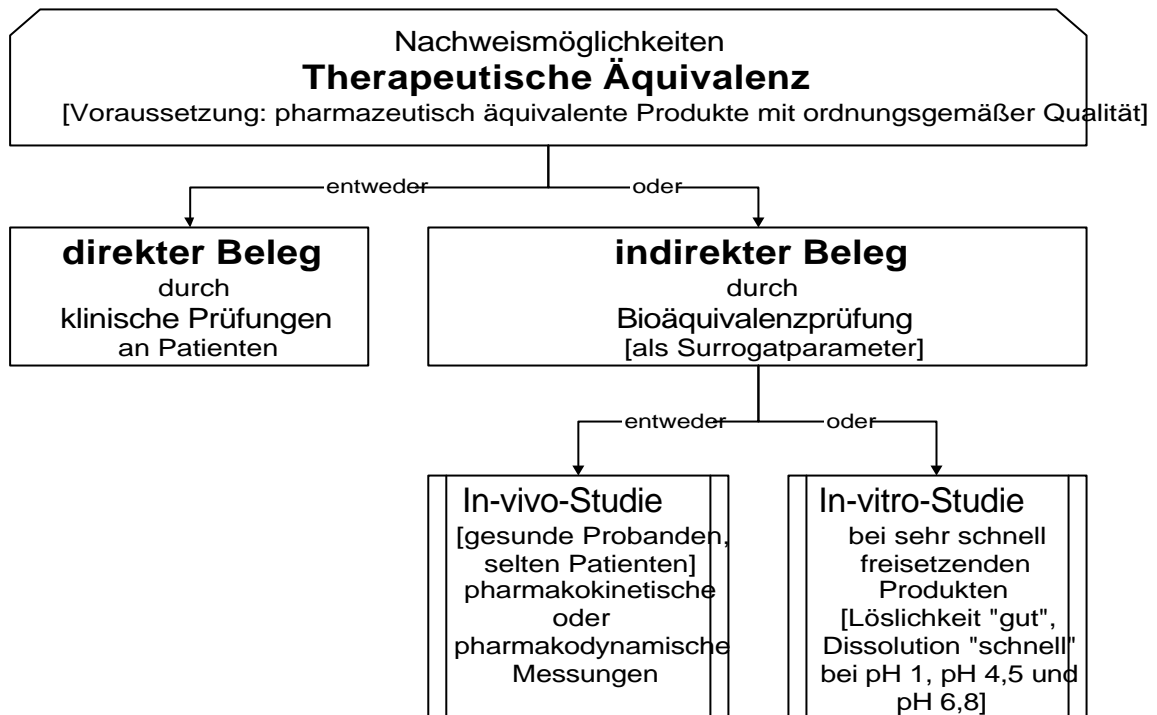 Nachweismöglichkeiten
Therapeutische Äquivalenz
[Voraussetzung: pharmazeutisch äquivalente Produkte mit ordnungsgemäßer Qualität]
entweder
oder
direkter Beleg
durch
klinische Prüfungen
an Patienten
indirekter Beleg
durch
Bioäquivalenzprüfung
[als Surrogatparameter]
entweder
oder
In-vivo-Studie
[gesunde Probanden,
selten Patienten]
pharmakokinetische
oder
pharmakodynamische
Messungen
In-vitro-Studie
bei sehr schnell
freisetzenden
Produkten
[Löslichkeit "gut",
Dissolution "schnell"
bei pH 1, pH 4,5 und
pH 6,8]